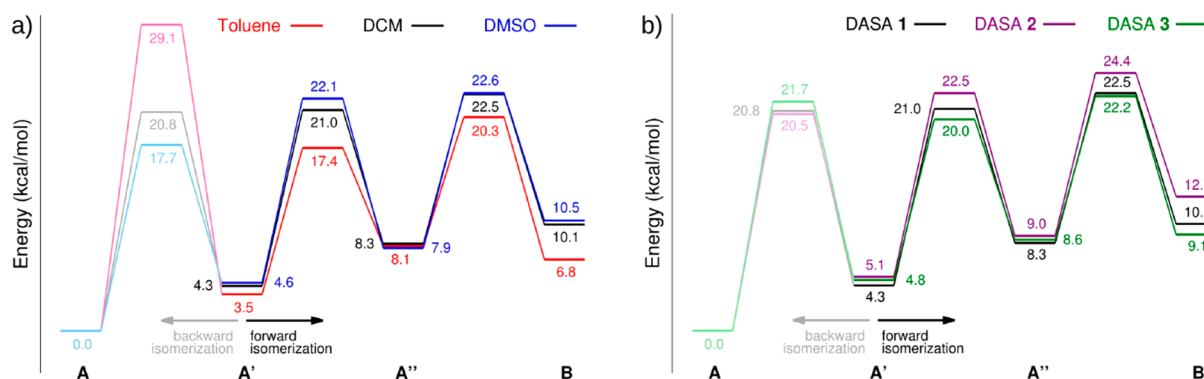 a)
Toluene
DCM
DMSO
Energy (kcal/mol)
29.1
20.8
17.7
22.1
21.0
17.4
22.6
22.5
20.3
10.5
10.1
6.8
8.3
8.1
7.9
4.3
4.6
3.5
0.0
backward
isomerization
forward
isomerization
A
A'
A''
B
b)
DASA 1
DASA 2
DASA 3
Energy (kcal/mol)
21.7
20.8
20.5
22.5
21.0
20.0
24.4
22.5
22.2
12.
10.
9.1
9.0
8.6
8.3
5.1
4.8
4.3
0.0
backward
isomerization
forward
isomerization
A
A'
A''
B